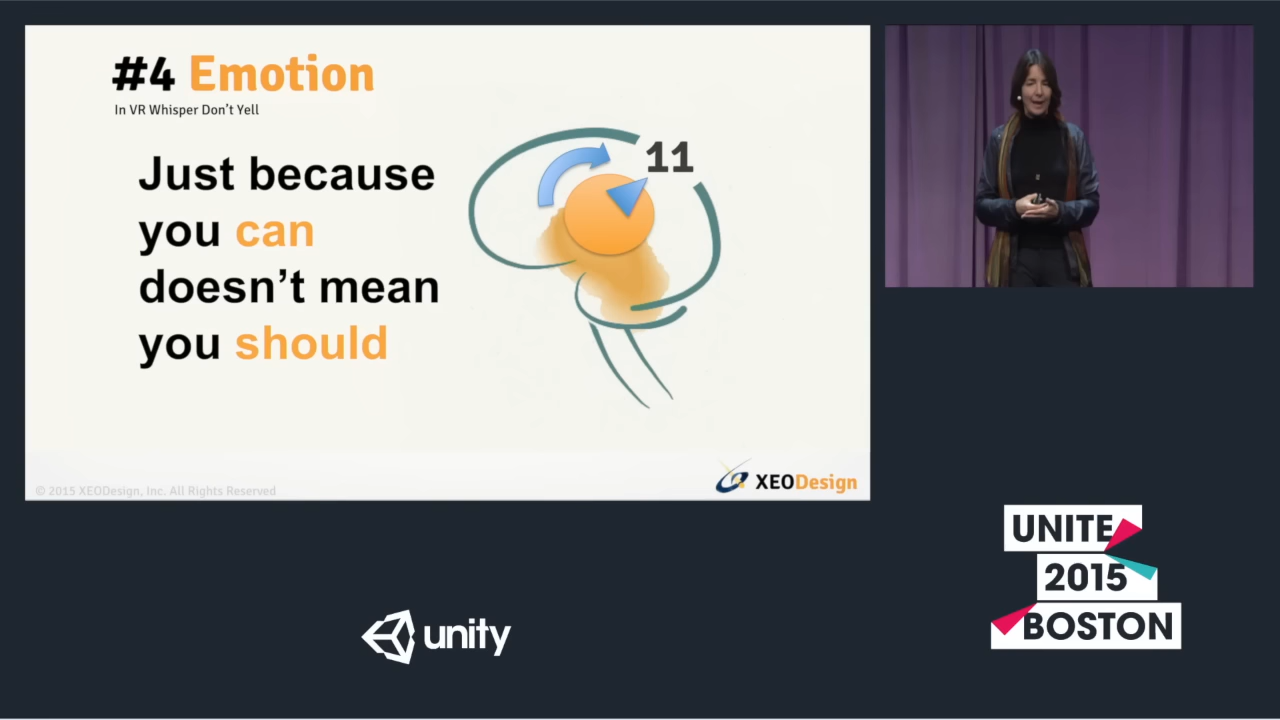 #4 Emotion
In VR Whisper Don't Yell
Just because
you can
doesn't mean
you should
11
© 2015 XEODesign, Inc. All Rights Reserved
XEODesign
UNITE
2015
BOSTON
unity